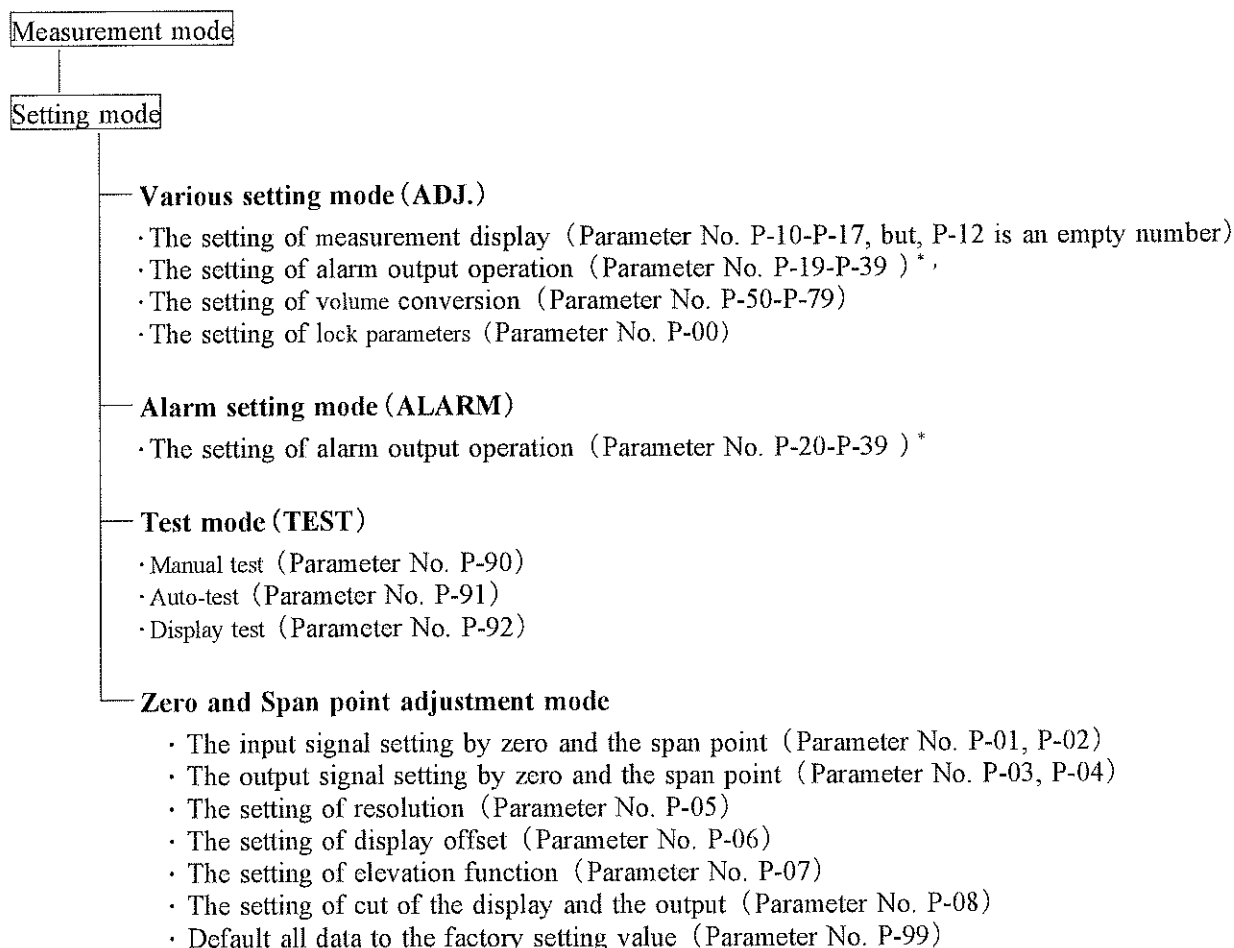 Measurement mode
Setting mode
Various setting mode (ADJ.)
·The setting of measurement display (Parameter No. P-10-P-17, but, P-12 is an empty number)
·The setting of alarm output operation (Parameter No. P-19-P-39 ) * ,
·The setting of volume conversion (Parameter No. P-50-P-79)
·The setting of lock parameters (Parameter No. P-00)
Alarm setting mode (ALARM)
·The setting of alarm output operation (Parameter No. P-20-P-39 ) *
Test mode (TEST)
·Manual test (Parameter No. P-90)
·Auto-test (Parameter No. P-91)
·Display test (Parameter No. P-92)
Zero and Span point adjustment mode
· The input signal setting by zero and the span point (Parameter No. P-01, P-02)
· The output signal setting by zero and the span point (Parameter No. P-03, P-04)
· The setting of resolution (Parameter No. P-05)
· The setting of display offset (Parameter No. P-06)
· The setting of elevation function (Parameter No. P-07)
· The setting of cut of the display and the output (Parameter No. P-08)
· Default all data to the factory setting value (Parameter No. P-99)